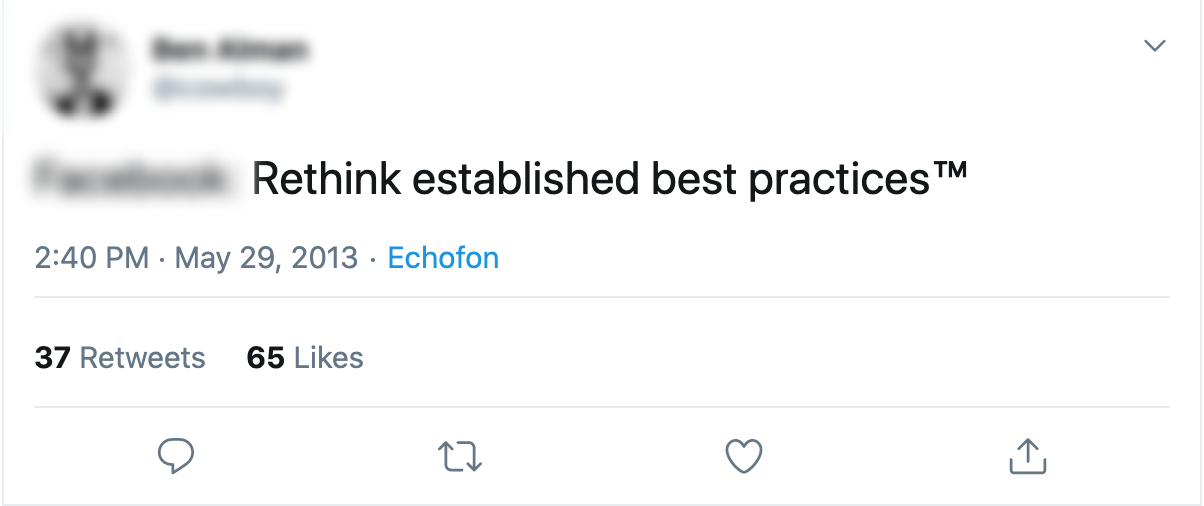 Rethink established best practices™
2:40 PM · May 29, 2013 · Echofon
37 Retweets 65 Likes